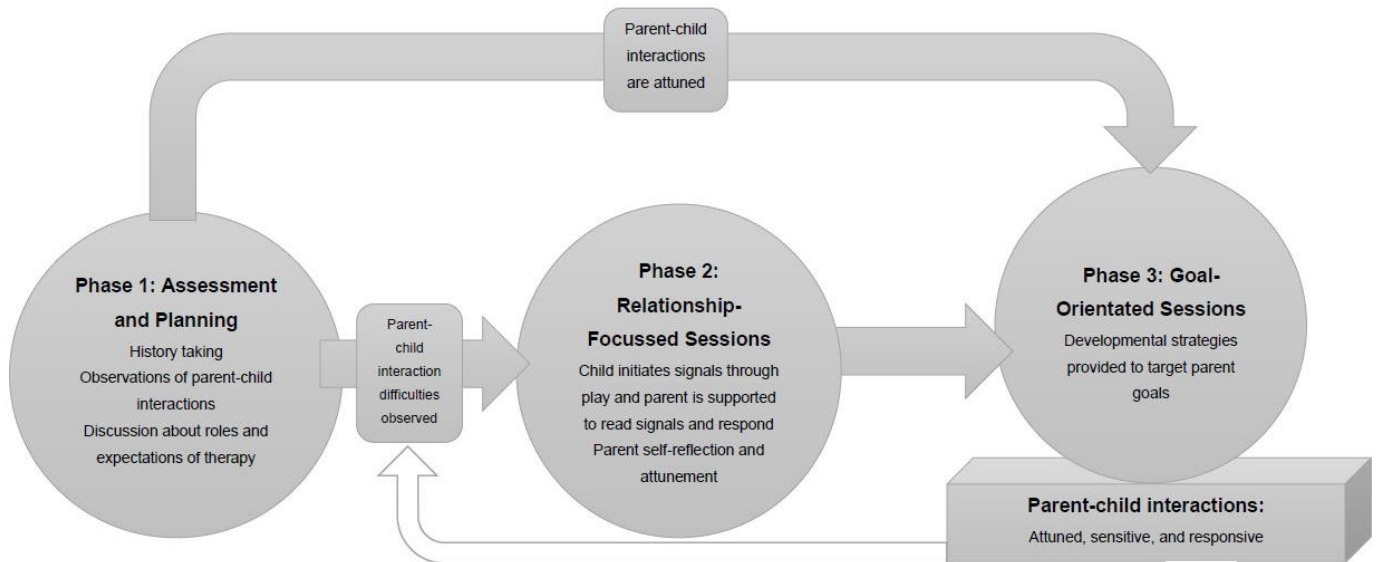 Parent-child
interactions
are attuned
Phase 1: Assessment
and Planning
History taking
Observations of parent-child
interactions
Discussion about roles and
expectations of therapy
Parent-
child
interaction
difficulties
observed
Phase 2:
Relationship-
Focussed Sessions
Child initiates signals through
play and parent is supported
to read signals and respond
Parent self-reflection and
attunement
Phase 3: Goal-
Orientated Sessions
Developmental strategies
provided to target parent
goals
Parent-child interactions:
Attuned, sensitive, and responsive